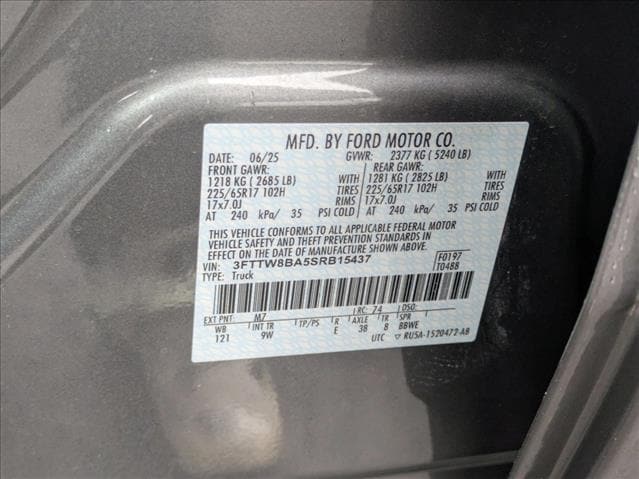 MFD. BY FORD MOTOR CO.
DATE: 06/25 GVWR: 2377 KG ( 5240 LB)
FRONT GAWR: REAR GAWR:
1218 KG ( 2685 LB) 1281 KG ( 2825 LB)
225/65R17 102H TIRES 225/65R17 102H TIRES
17x7.0J RIMS 17x7.0J RIMS
AT 240 kPa/ 35 PSI COLD AT 240 kPa/ 35 PSI COLD
THIS VEHICLE CONFORMS TO ALL APPLICABLE FEDERAL MOTOR
VEHICLE SAFETY AND THEFT PREVENTION STANDARDS IN
EFFECT ON THE DATE OF MANUFACTURE SHOWN ABOVE.
VIN: 3FTTW8BA5SRB15437 F0197
TYPE: Truck T0488
EXT PNT: M7 RC: 74 DSO:
WB INT TR TP/PS R AXLE TR SPR
121 9W E 38 8 BBWE
UTC ▽ RU5A-1520472-AB